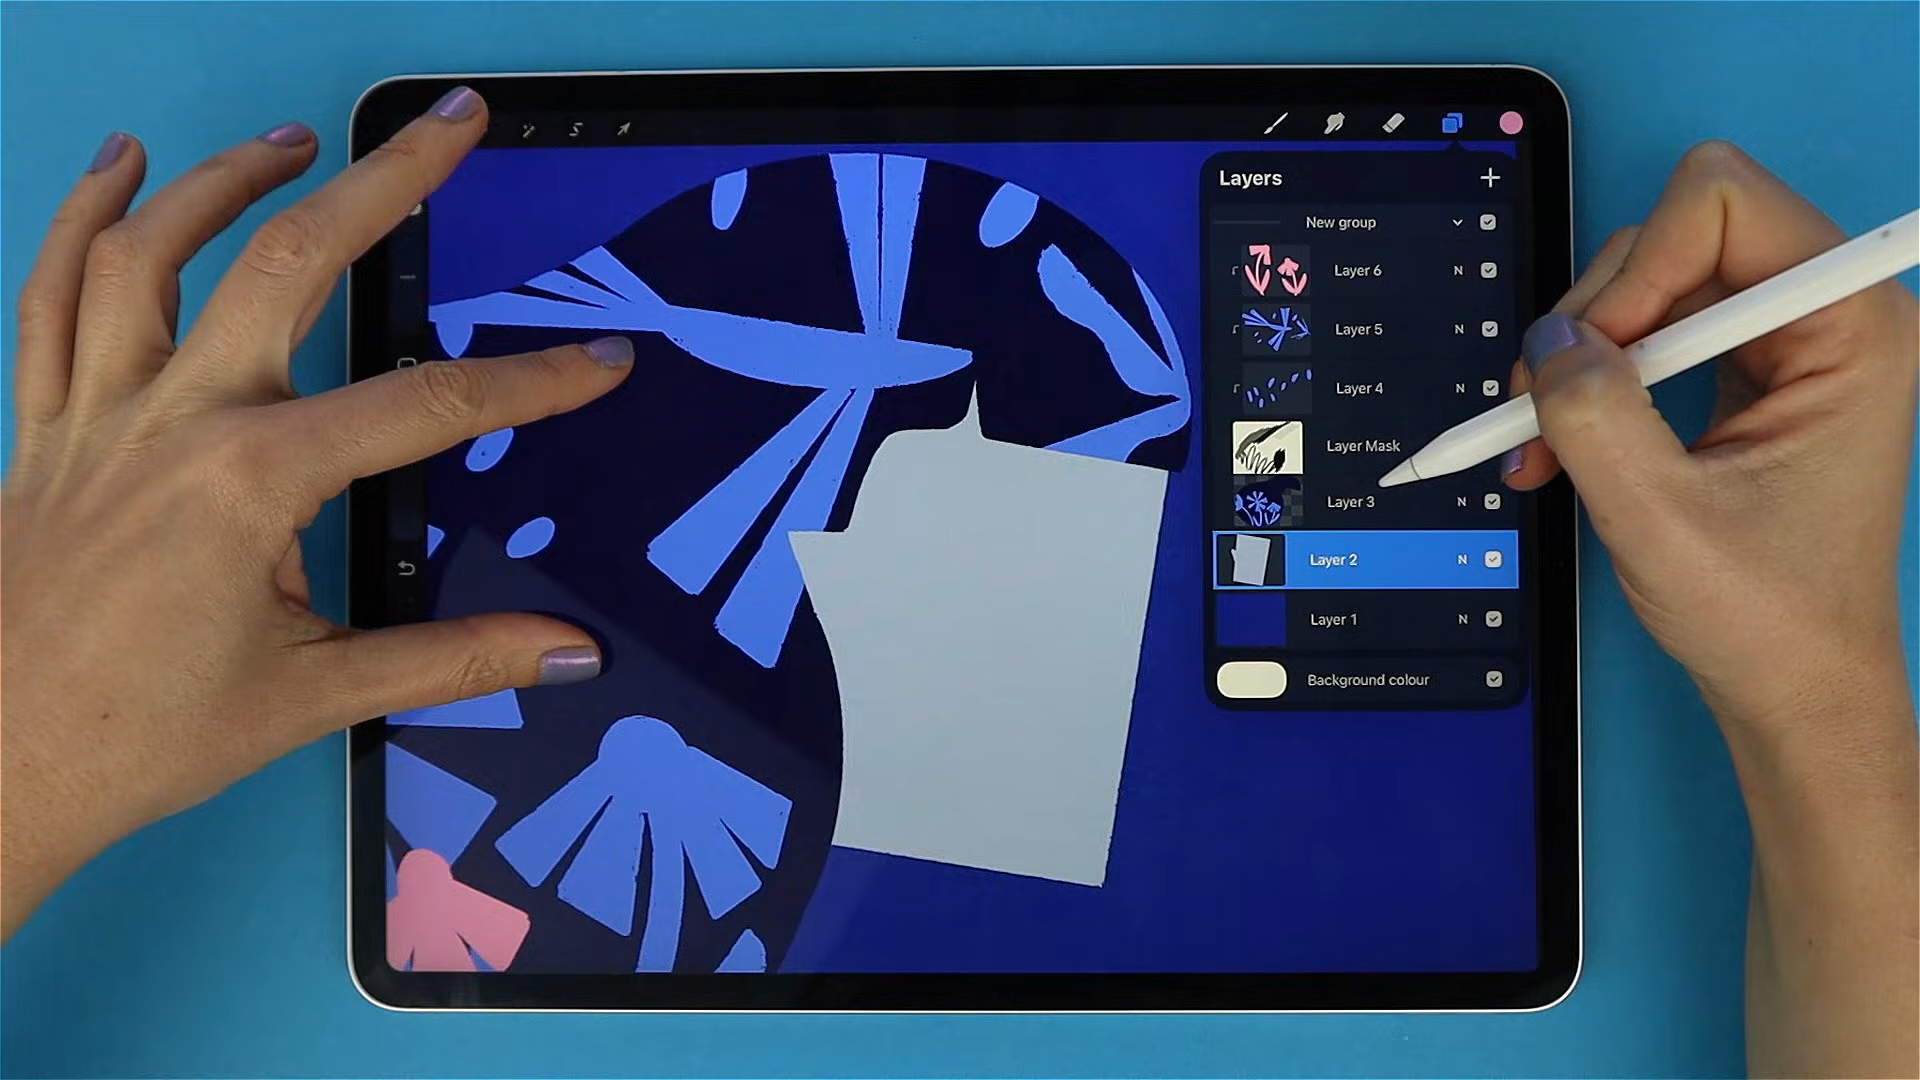 Layers
New group
Layer 6 N
Layer 5 N
Layer 4 N
Layer Mask
Layer 3 N
Layer 2 N
Layer 1 N
Background colour